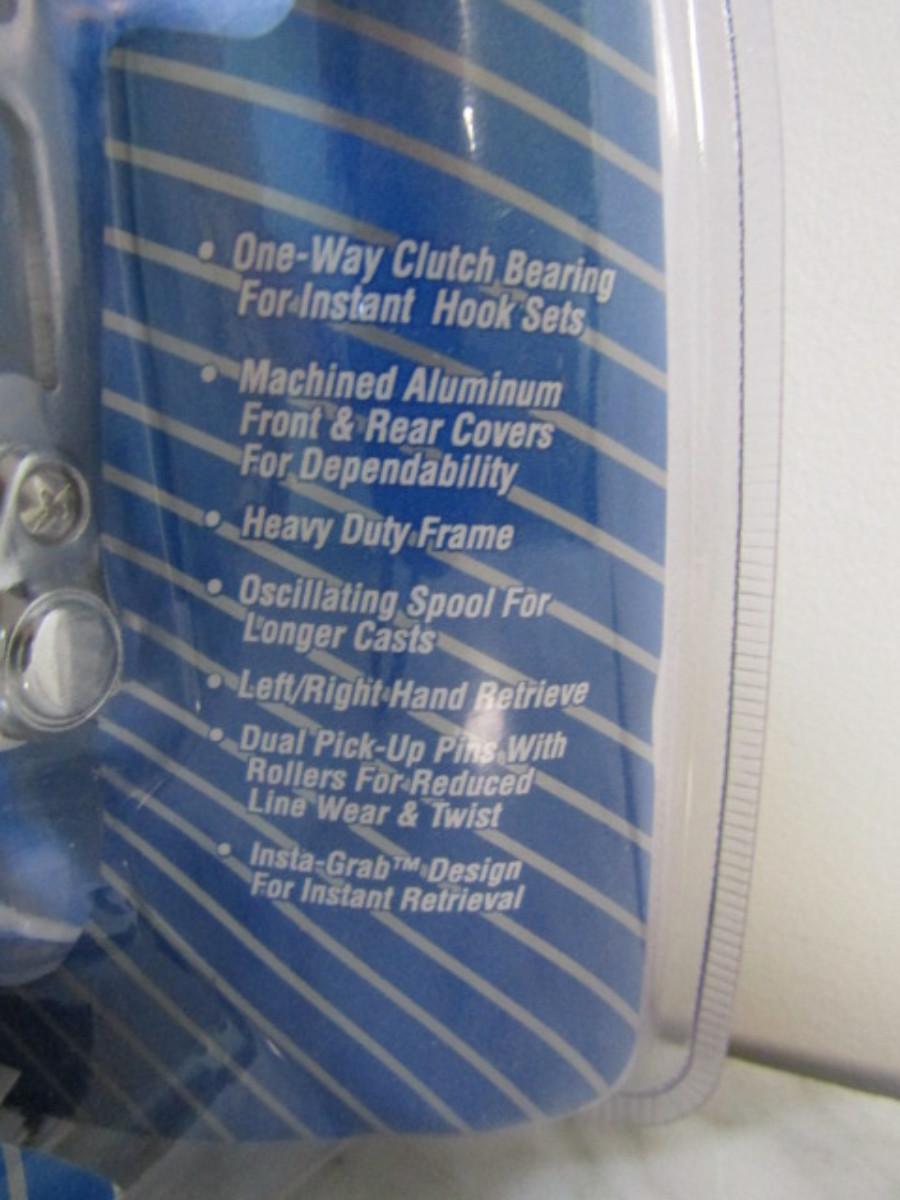 • One-Way Clutch Bearing
For Instant Hook Sets
• Machined Aluminum
Front & Rear Covers
For Dependability
• Heavy Duty Frame
• Oscillating Spool For
Longer Casts
• Left/Right Hand Retrieve
• Dual Pick-Up Pins With
Rollers For Reduced
Line Wear & Twist
• Insta-Grab™ Design
For Instant Retrieval